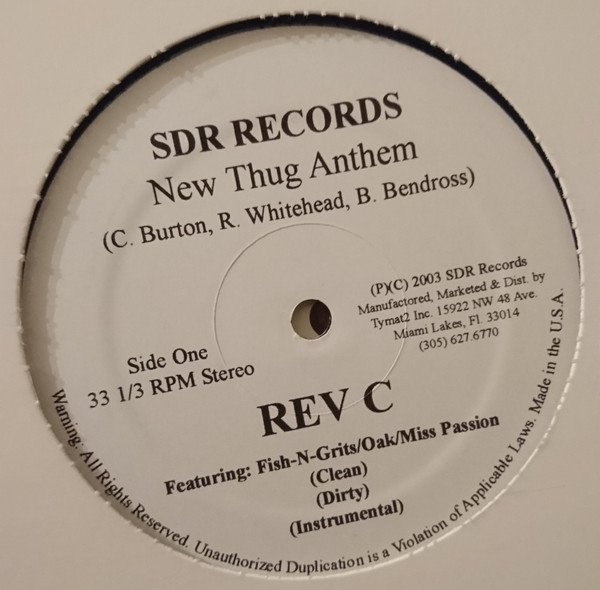 SDR RECORDS
New Thug Anthem
(C. Burton, R. Whitehead, B. Bendross)
(P)(C) 2003 SDR Records
Manufactored, Marketed & Dist. by
Tymat2 Inc. 15922 NW 48 Ave.
Miami Lakes, Fl. 33014
(305) 627.6770
Side One
33 1/3 RPM Stereo
REV C
Featuring: Fish-N-Grits/Oak/Miss Passion
(Clean)
(Dirty)
(Instrumental)
Warning: All Rights Reserved. Unauthorized Duplication is a Violation of Applicable Laws. Made in the U.S.A.